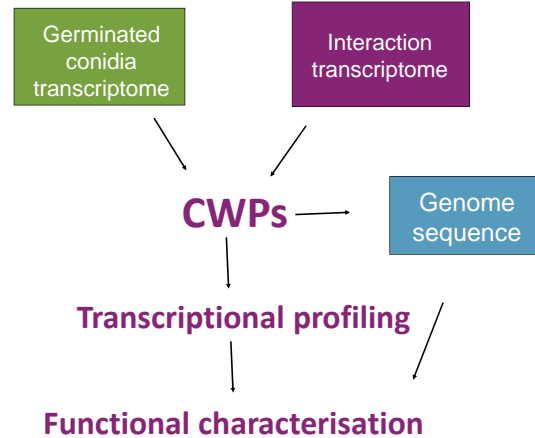 Germinated
conidia
transcriptome
Interaction
transcriptome
CWPs
Genome
sequence
Transcriptional profiling
Functional characterisation